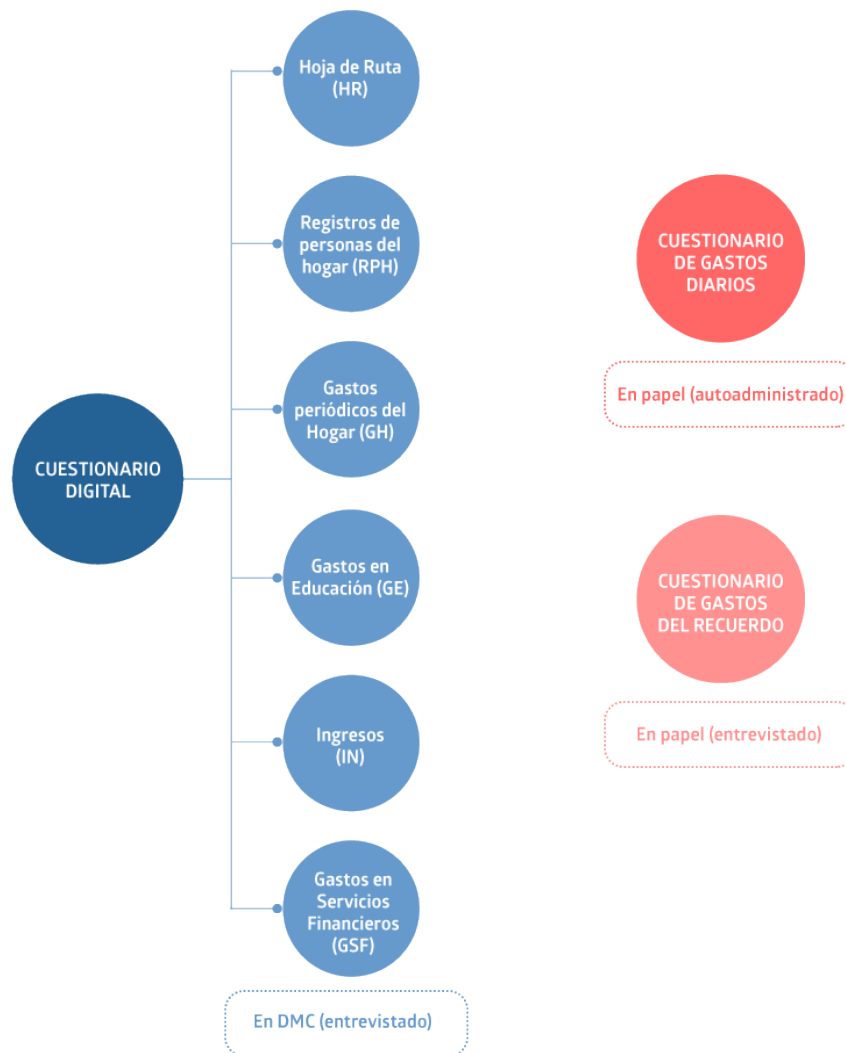 CUESTIONARIO
DIGITAL
Hoja de Ruta
(HR)
Registros de
personas del
hogar (RPH)
Gastos
periódicos del
Hogar (GH)
Gastos en
Educación (GE)
Ingresos
(IN)
Gastos en
Servicios
Financieros
(GSF)
En DMC (entrevistado)
CUESTIONARIO
DE GASTOS
DIARIOS
En papel (autoadministrado)
CUESTIONARIO
DE GASTOS
DEL RECUERDO
En papel (entrevistado)